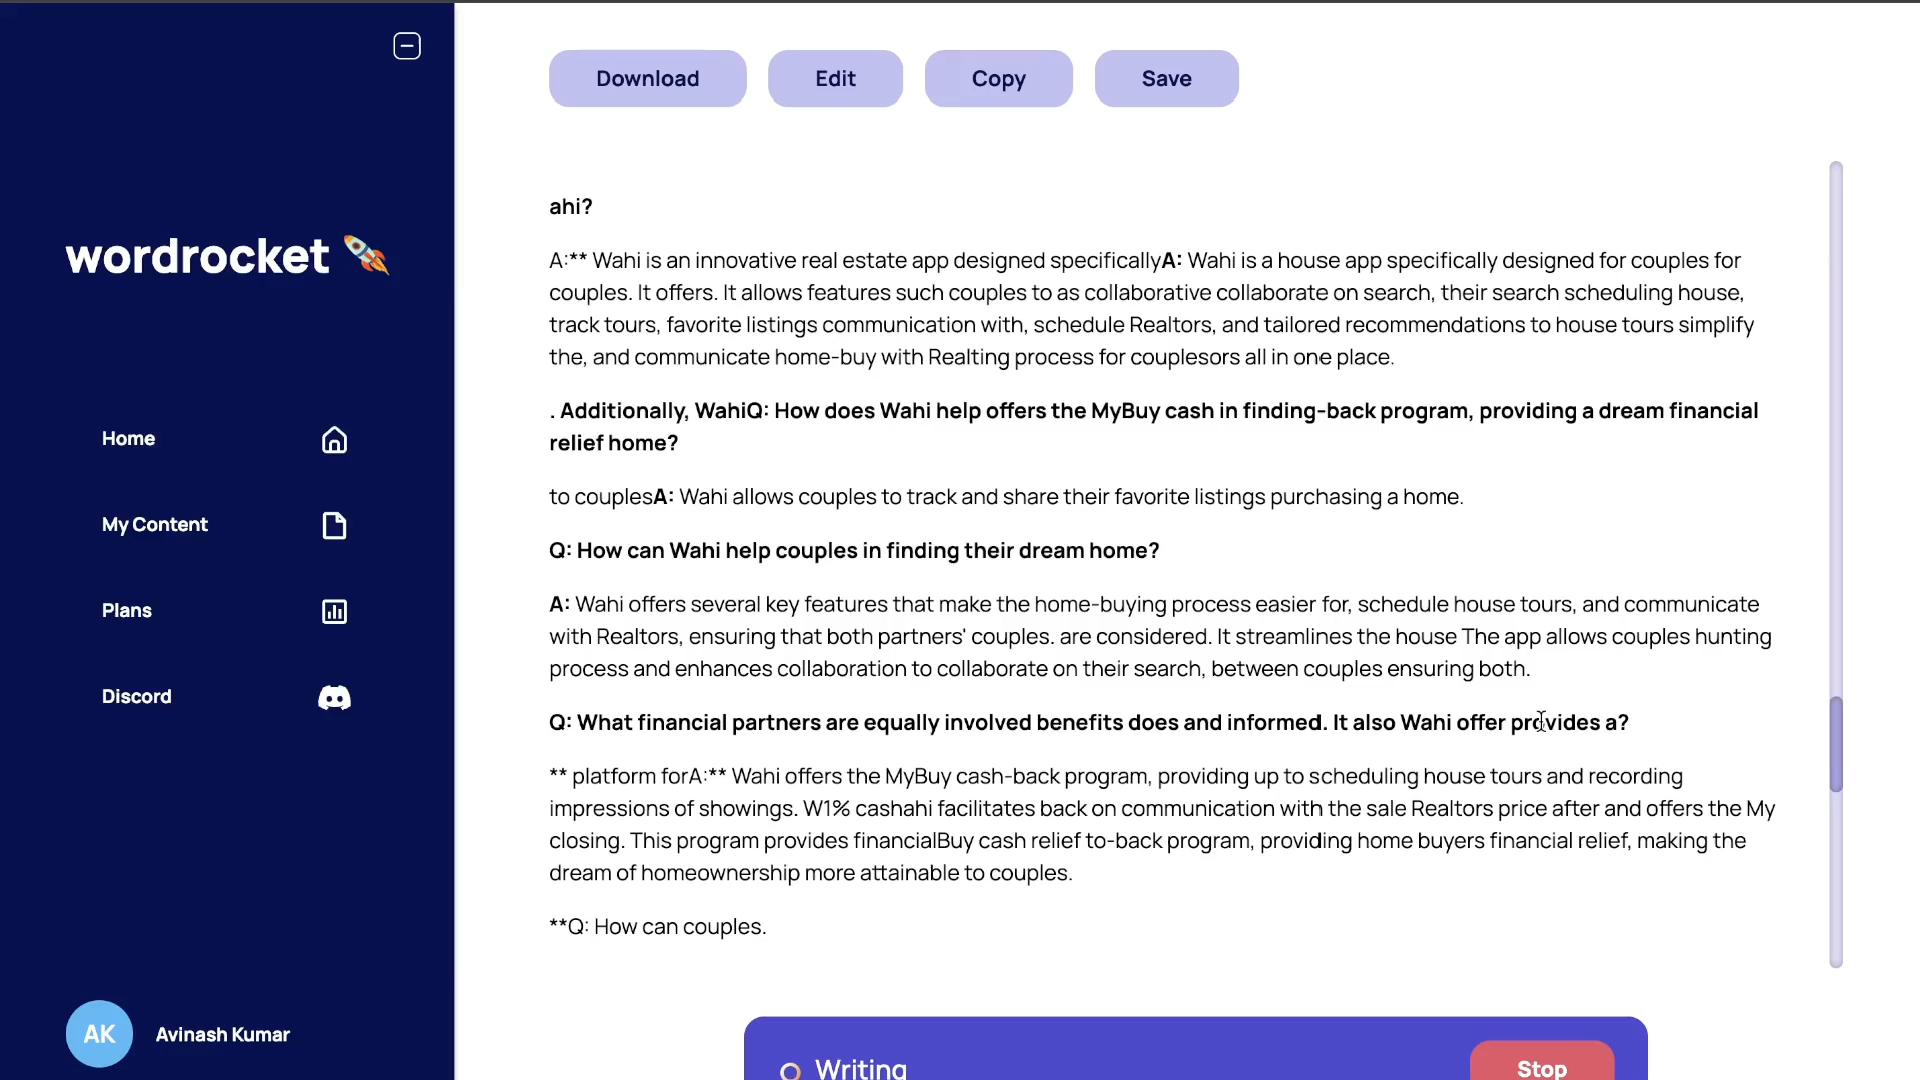 Download Edit Copy Save
wordrocket
Home
My Content
Plans
Discord
AK Avinash Kumar
ahi?
A:** Wahi is an innovative real estate app designed specificallyA: Wahi is a house app specifically designed for couples for
couples. It offers. It allows features such couples to as collaborative collaborate on search, their search scheduling house,
track tours, favorite listings communication with, schedule Realtors, and tailored recommendations to house tours simplify
the, and communicate home-buy with Realting process for couplesors all in one place.
. Additionally, WahiQ: How does Wahi help offers the MyBuy cash in finding-back program, providing a dream financial
relief home?
to couplesA: Wahi allows couples to track and share their favorite listings purchasing a home.
Q: How can Wahi help couples in finding their dream home?
A: Wahi offers several key features that make the home-buying process easier for, schedule house tours, and communicate
with Realtors, ensuring that both partners' couples. are considered. It streamlines the house The app allows couples hunting
process and enhances collaboration to collaborate on their search, between couples ensuring both.
Q: What financial partners are equally involved benefits does and informed. It also Wahi offer provides a?
** platform forA:** Wahi offers the MyBuy cash-back program, providing up to scheduling house tours and recording
impressions of showings. W1% cashahi facilitates back on communication with the sale Realtors price after and offers the My
closing. This program provides financialBuy cash relief to-back program, providing home buyers financial relief, making the
dream of homeownership more attainable to couples.
**Q: How can couples.
Writing Stop